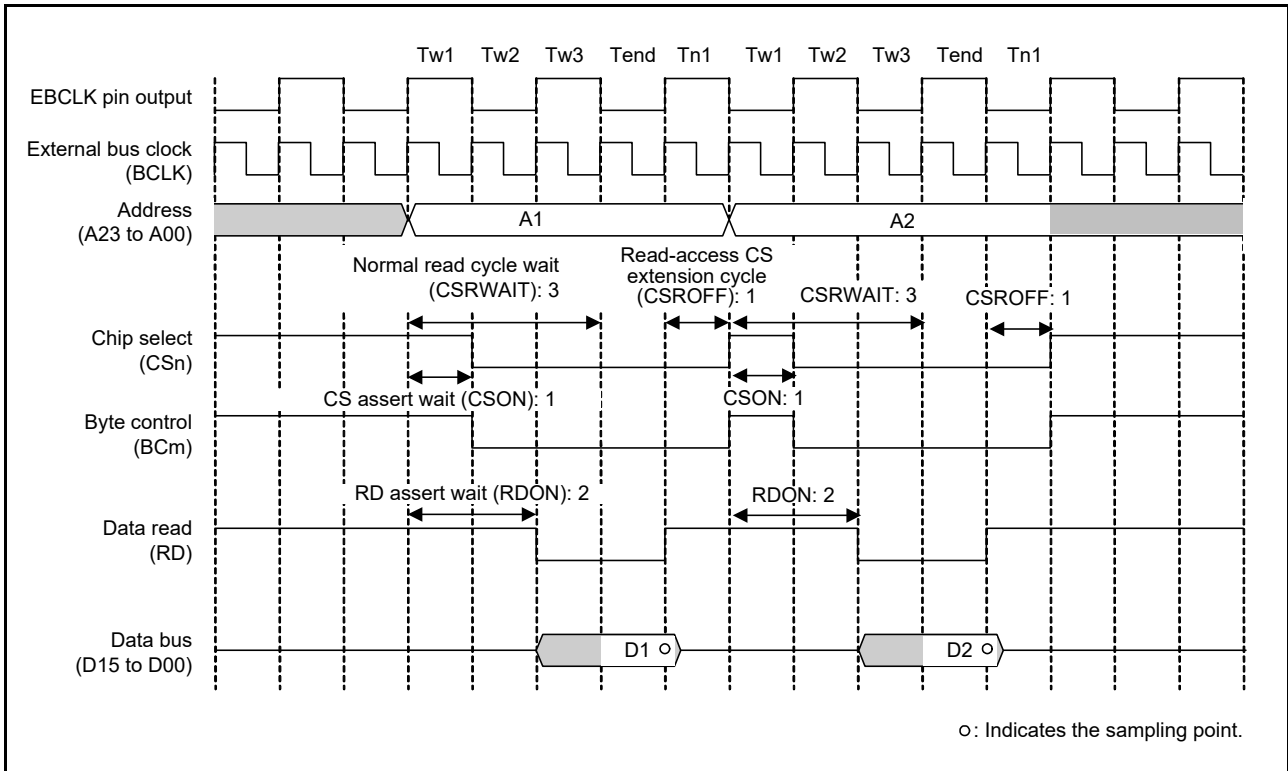 Tw1 Tw2 Tw3 Tend Tn1 Tw1 Tw2 Tw3 Tend Tn1
EBCLK pin output
External bus clock
(BCLK)
Address
(A23 to A00)
A1
A2
Normal read cycle wait
(CSRWAIT): 3
Read-access CS
extension cycle
(CSROFF): 1
CSRWAIT: 3
CSROFF: 1
Chip select
(CSn)
CS assert wait (CSON): 1
CSON: 1
Byte control
(BCm)
RD assert wait (RDON): 2
RDON: 2
Data read
(RD)
Data bus
(D15 to D00)
D1
D2
: Indicates the sampling point.